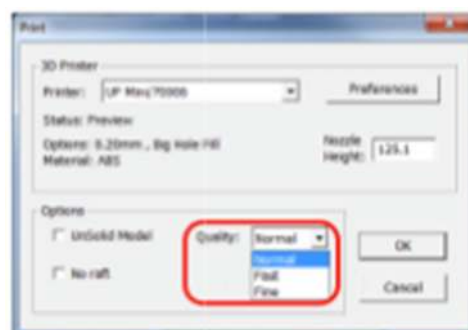 Print
3D Printer
Printer: UP Mini/70006
Preferences
Status: Preview
Options: 0.20mm , Big Hole Fill
Material: ABS
Nozzle Height: 125.1
Options
UnSolid Model
No raft
Quality: Normal
Normal
Fast
Fine
OK
Cancel